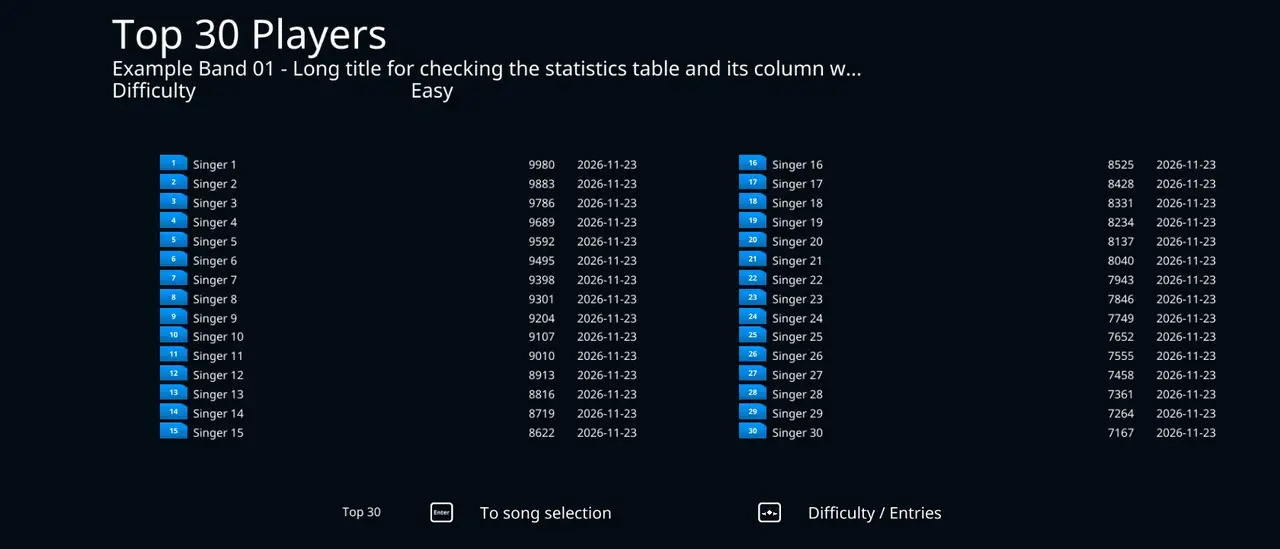 Top 30 Players
Example Band 01 - Long title for checking the statistics table and its column w...
Difficulty Easy
1 Singer 1 9980 2026-11-23
2 Singer 2 9883 2026-11-23
3 Singer 3 9786 2026-11-23
4 Singer 4 9689 2026-11-23
5 Singer 5 9592 2026-11-23
6 Singer 6 9495 2026-11-23
7 Singer 7 9398 2026-11-23
8 Singer 8 9301 2026-11-23
9 Singer 9 9204 2026-11-23
10 Singer 10 9107 2026-11-23
11 Singer 11 9010 2026-11-23
12 Singer 12 8913 2026-11-23
13 Singer 13 8816 2026-11-23
14 Singer 14 8719 2026-11-23
15 Singer 15 8622 2026-11-23
16 Singer 16 8525 2026-11-23
17 Singer 17 8428 2026-11-23
18 Singer 18 8331 2026-11-23
19 Singer 19 8234 2026-11-23
20 Singer 20 8137 2026-11-23
21 Singer 21 8040 2026-11-23
22 Singer 22 7943 2026-11-23
23 Singer 23 7846 2026-11-23
24 Singer 24 7749 2026-11-23
25 Singer 25 7652 2026-11-23
26 Singer 26 7555 2026-11-23
27 Singer 27 7458 2026-11-23
28 Singer 28 7361 2026-11-23
29 Singer 29 7264 2026-11-23
30 Singer 30 7167 2026-11-23
Top 30 Enter To song selection Difficulty / Entries